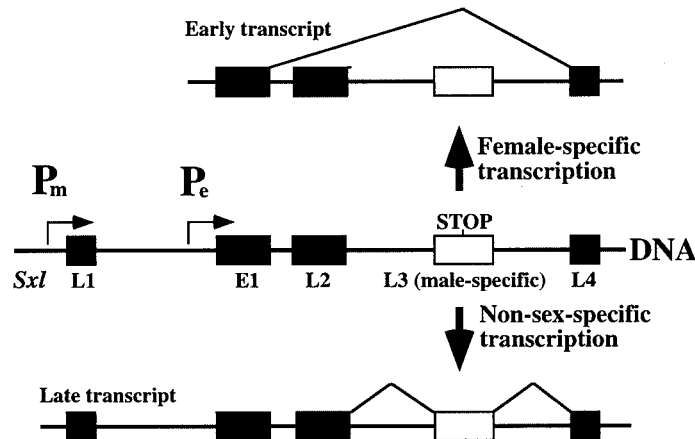 Early transcript
Female-specific
transcription
Pm
Pe
STOP
DNA
Sxl L1 E1 L2 L3 (male-specific) L4
Non-sex-specific
transcription
Late transcript